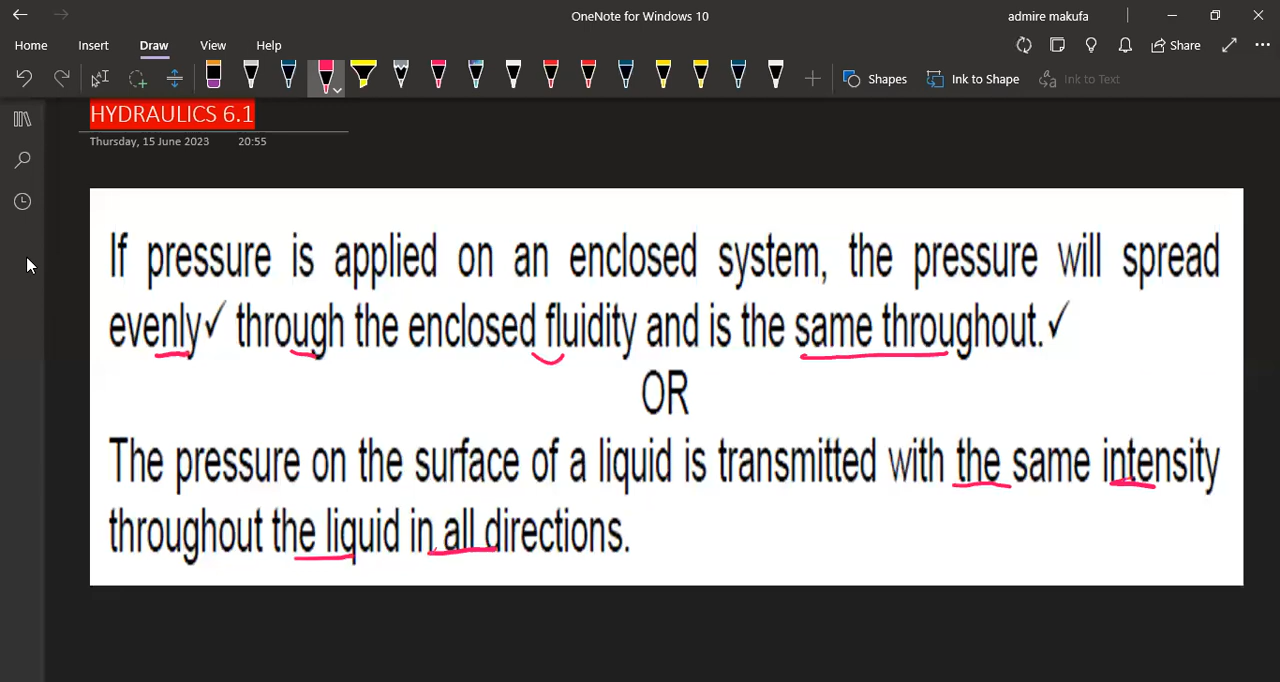 OneNote for Windows 10
admire makufa
Home Insert Draw View Help
Share
Shapes Ink to Shape Ink to Text
HYDRAULICS 6.1
Thursday, 15 June 2023 20:55
If pressure is applied on an enclosed system, the pressure will spread
evenly✓ through the enclosed fluidity and is the same throughout.✓
OR
The pressure on the surface of a liquid is transmitted with the same intensity
throughout the liquid in all directions.